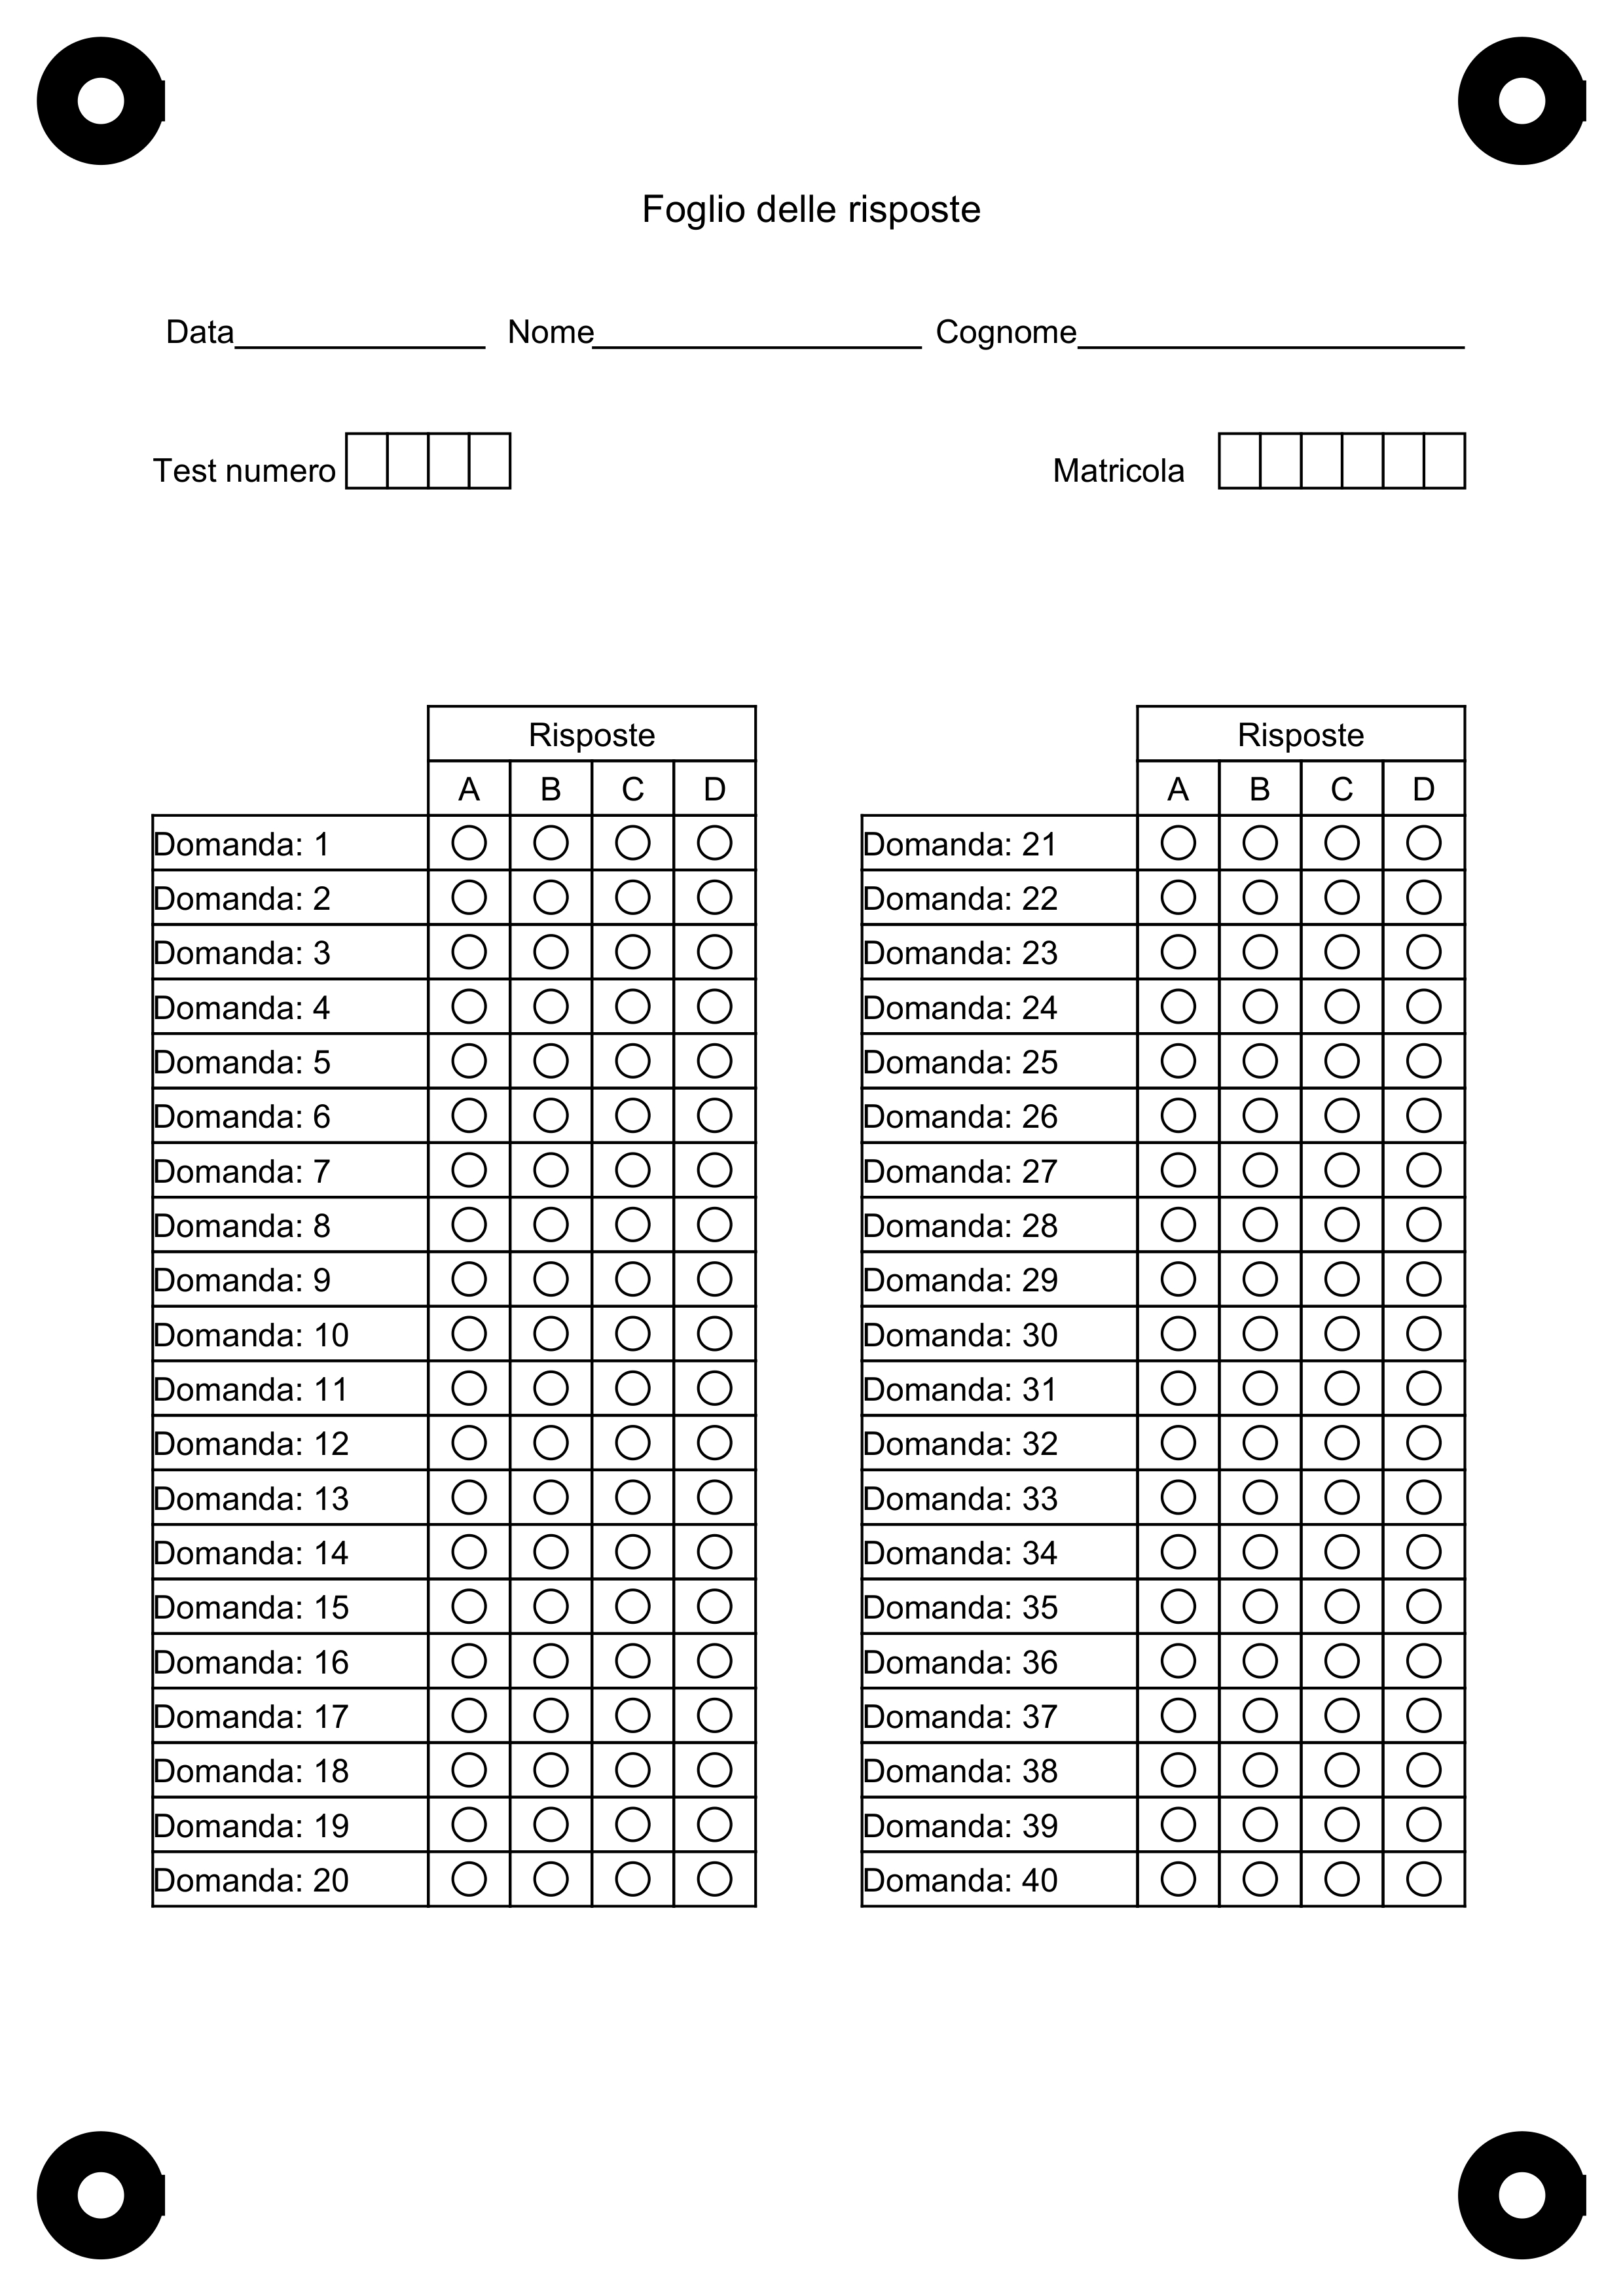 Foglio delle risposte
Data Nome Cognome
Test numero Matricola
Risposte
A B C D
Domanda: 1
Domanda: 2
Domanda: 3
Domanda: 4
Domanda: 5
Domanda: 6
Domanda: 7
Domanda: 8
Domanda: 9
Domanda: 10
Domanda: 11
Domanda: 12
Domanda: 13
Domanda: 14
Domanda: 15
Domanda: 16
Domanda: 17
Domanda: 18
Domanda: 19
Domanda: 20
Risposte
A B C D
Domanda: 21
Domanda: 22
Domanda: 23
Domanda: 24
Domanda: 25
Domanda: 26
Domanda: 27
Domanda: 28
Domanda: 29
Domanda: 30
Domanda: 31
Domanda: 32
Domanda: 33
Domanda: 34
Domanda: 35
Domanda: 36
Domanda: 37
Domanda: 38
Domanda: 39
Domanda: 40